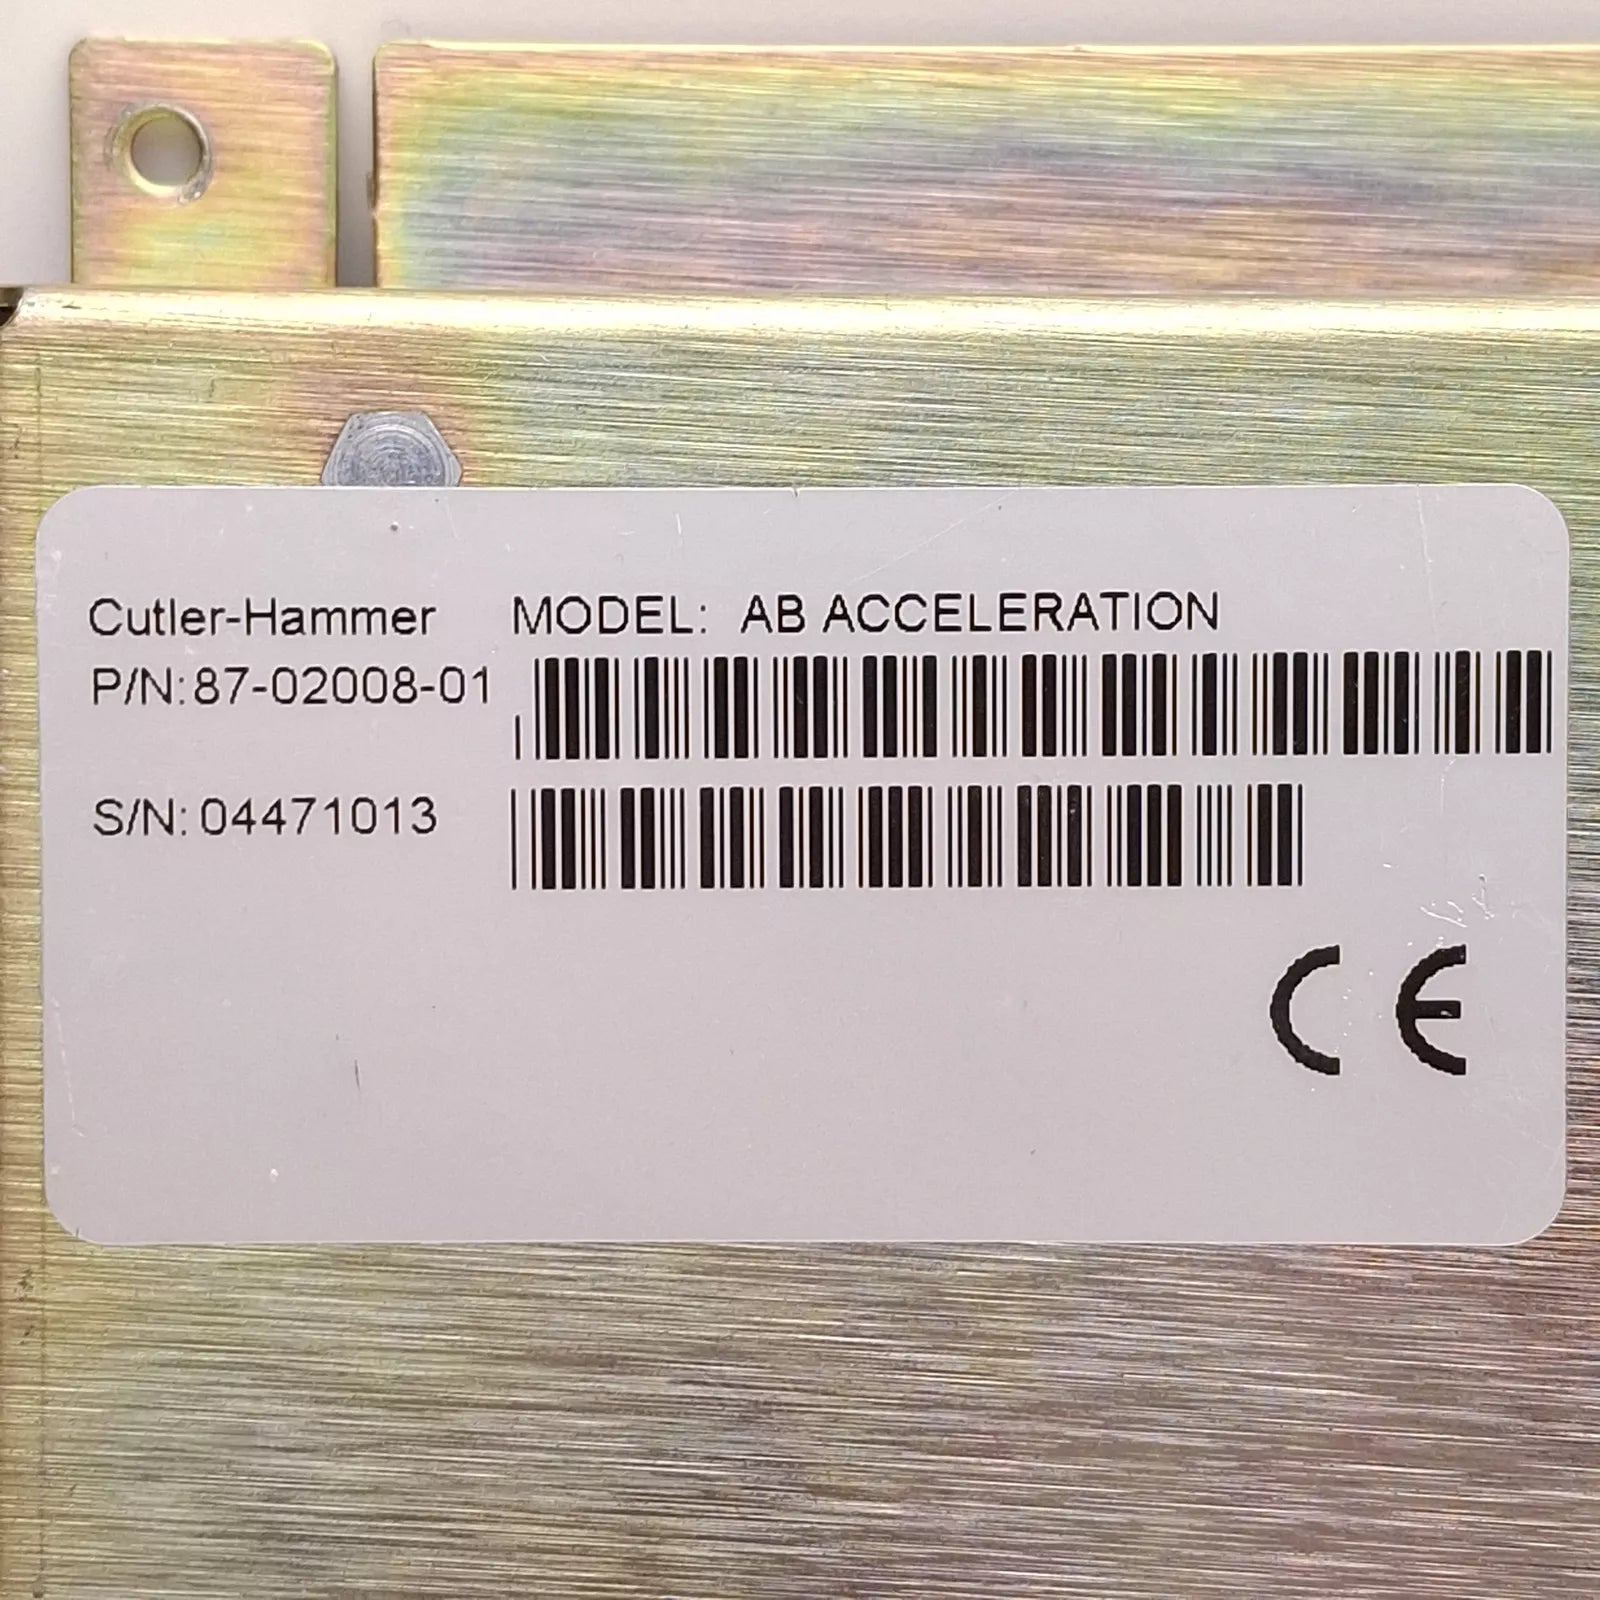 Cutler-Hammer MODEL: AB ACCELERATION
P/N: 87-02008-01
S/N: 04471013
CE